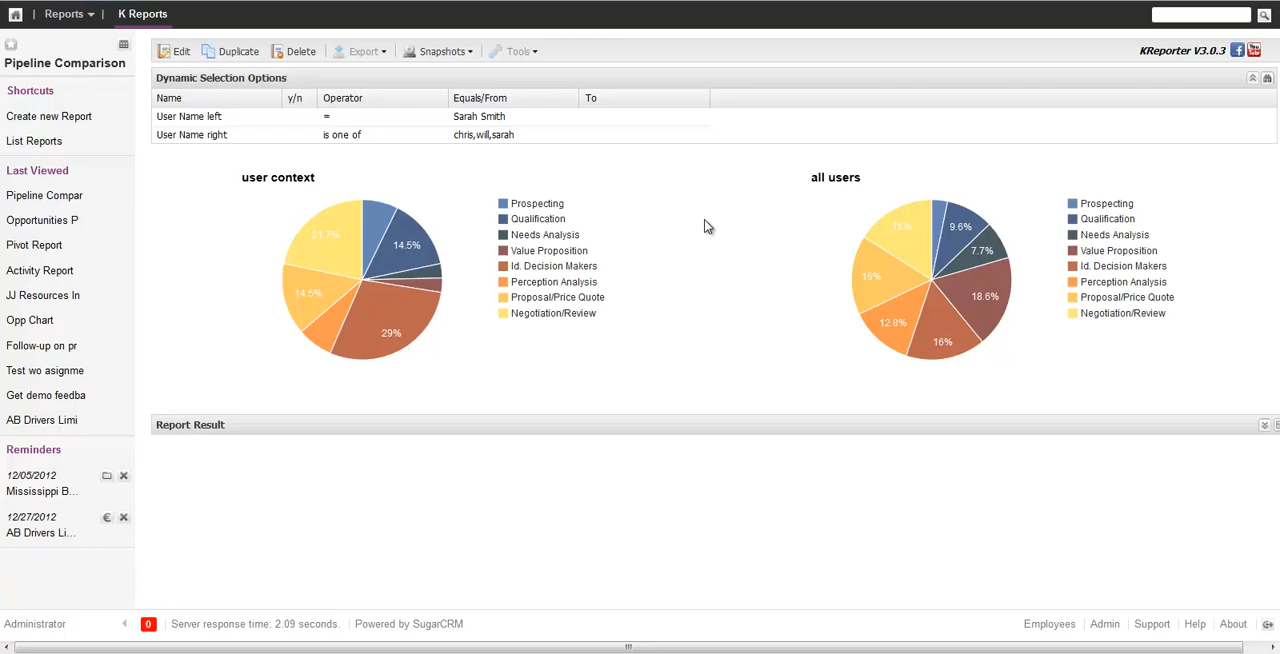 Reports
K Reports
Pipeline Comparison
Shortcuts
Create new Report
List Reports
Last Viewed
Pipeline Compar
Opportunities P
Pivot Report
Activity Report
JJ Resources In
Opp Chart
Follow-up on pr
Test wo asignme
Get demo feedba
AB Drivers Limi
Reminders
12/05/2012
Mississippi B...
12/27/2012
AB Drivers Li...
Edit Duplicate Delete Export Snapshots Tools
KReporter V3.0.3
Dynamic Selection Options
Name y/n Operator Equals/From To
User Name left = Sarah Smith
User Name right is one of chris,will,sarah
user context
21.7%
14.5%
14.5%
29%
Prospecting
Qualification
Needs Analysis
Value Proposition
Id. Decision Makers
Perception Analysis
Proposal/Price Quote
Negotiation/Review
all users
16%
9.6%
7.7%
16%
18.6%
12.8%
16%
Prospecting
Qualification
Needs Analysis
Value Proposition
Id. Decision Makers
Perception Analysis
Proposal/Price Quote
Negotiation/Review
Report Result
Administrator
0
Server response time: 2.09 seconds.
Powered by SugarCRM
Employees Admin Support Help About